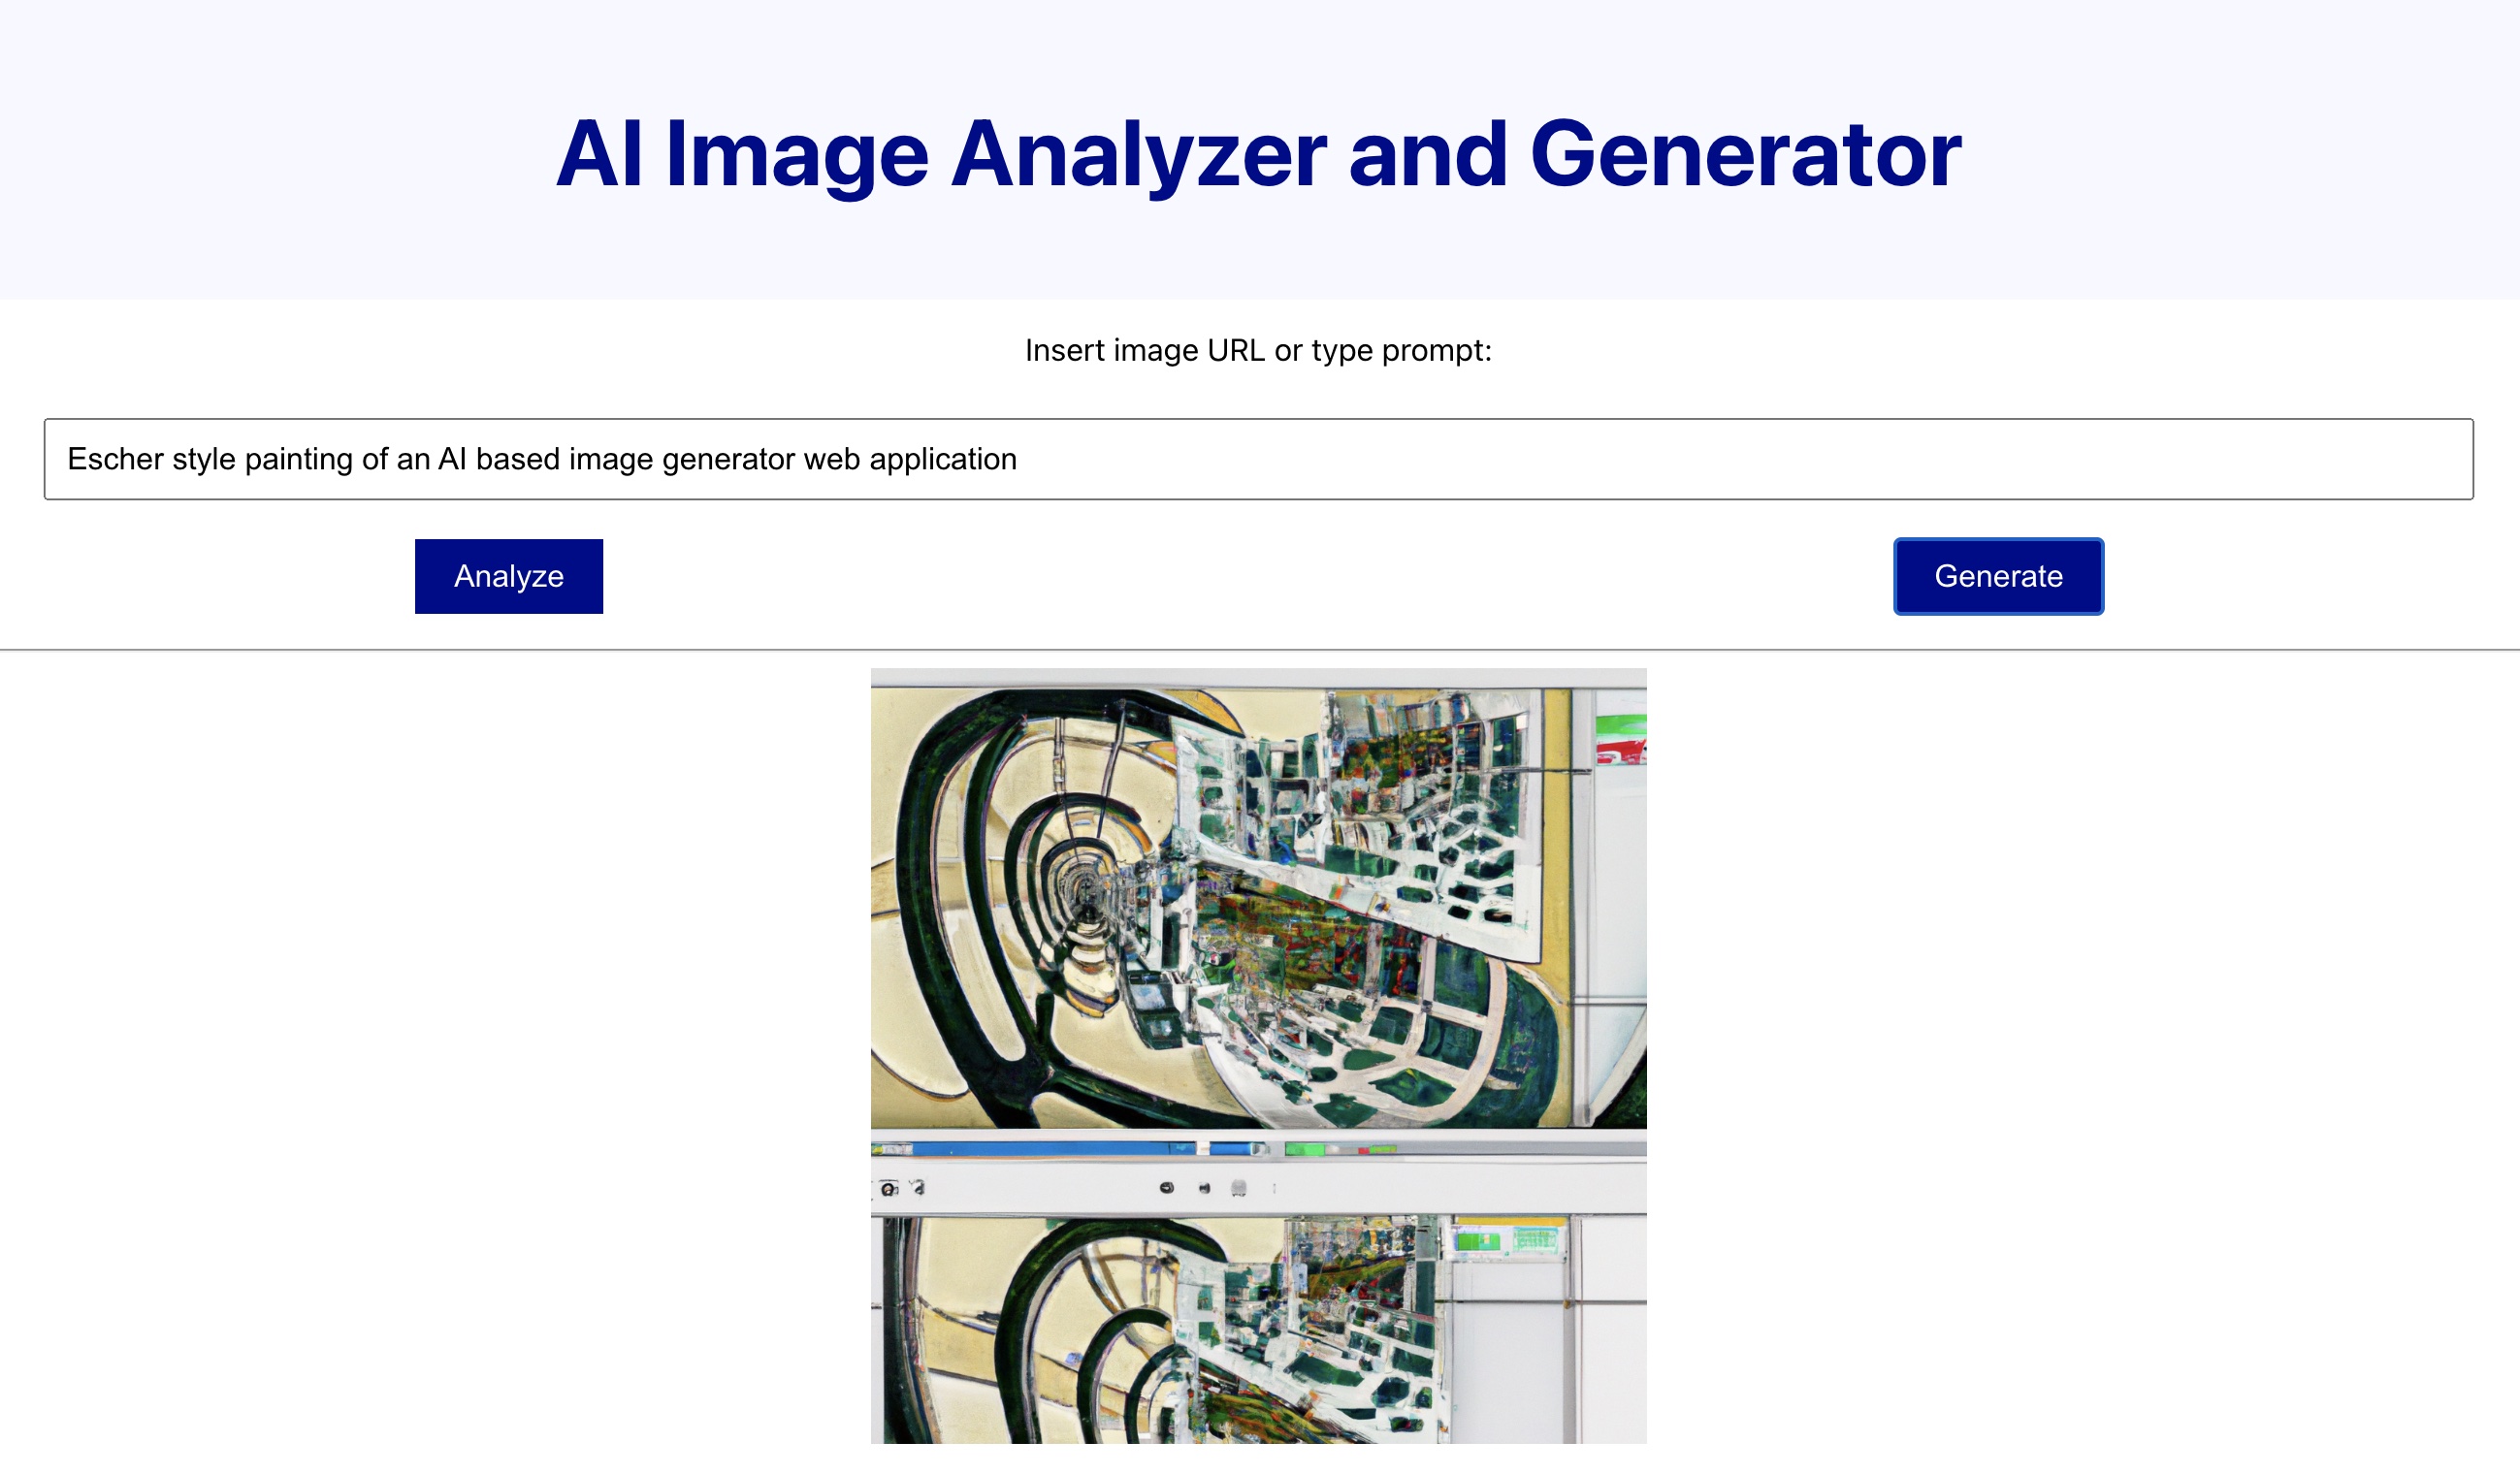 AI Image Analyzer and Generator
Insert image URL or type prompt:
Escher style painting of an AI based image generator web application
Analyze
Generate